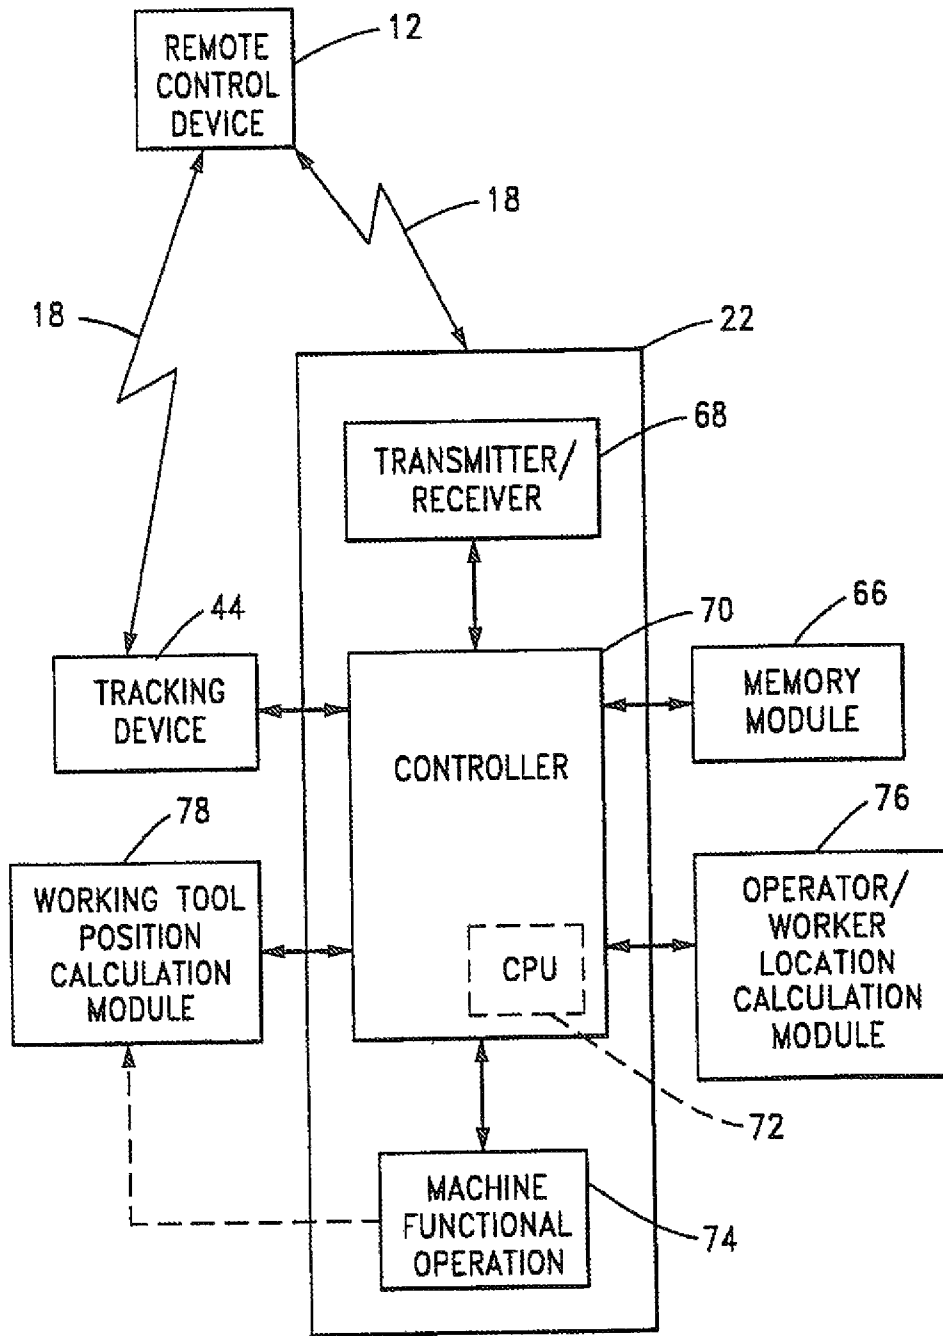 REMOTE
CONTROL
DEVICE
12
18
18
22
TRANSMITTER/
RECEIVER
68
44
TRACKING
DEVICE
70
CONTROLLER
66
MEMORY
MODULE
78
WORKING TOOL
POSITION
CALCULATION
MODULE
CPU
76
OPERATOR/
WORKER
LOCATION
CALCULATION
MODULE
72
MACHINE
FUNCTIONAL
OPERATION
74